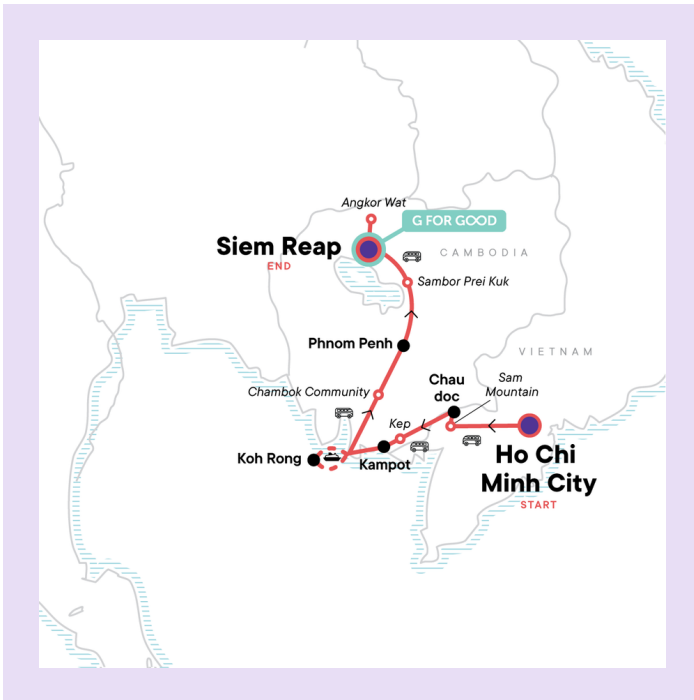 Angkor Wat
G FOR GOOD
Siem Reap
END
CAMBODIA
Sambor Prei Kuk
Phnom Penh
VIETNAM
Chau
doc
Sam
Mountain
Chambok Community
Kep
Koh Rong
Kampot
Ho Chi
Minh City
START